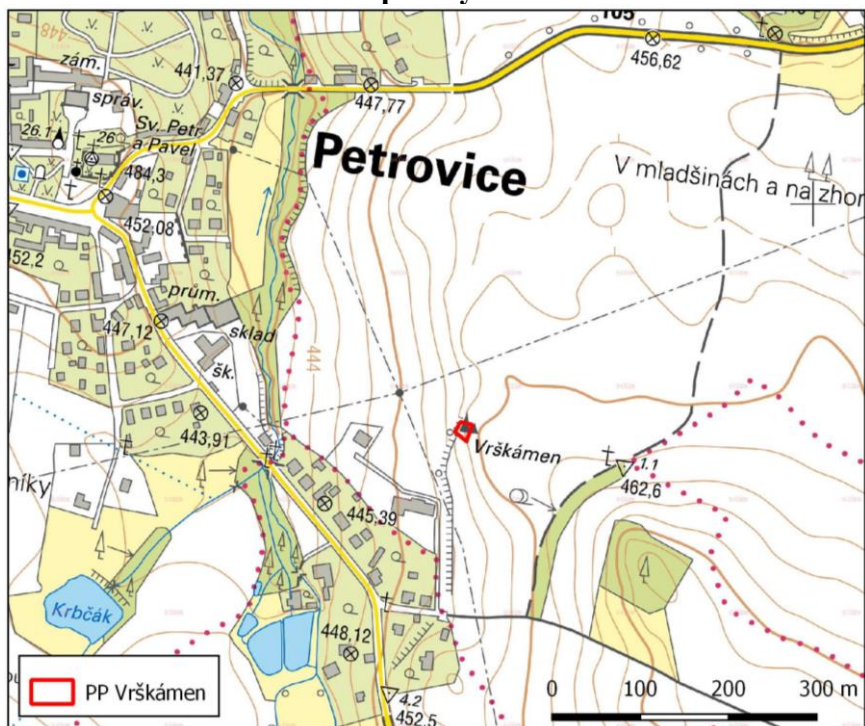 448
zám.
441,37
105
456,62
447,77
správ.
26.1
26
Sv. Petr
a Pavel
484,3
Petrovice
V mladšinách a na zhor
452,08
452,2
prům.
447,12
sklad
444
šk.
443,91
Vrškámen
1.1
462,6
níky
445,39
Krbčák
448,12
PP Vrškámen
4.2
452,5
0 100 200 300 m